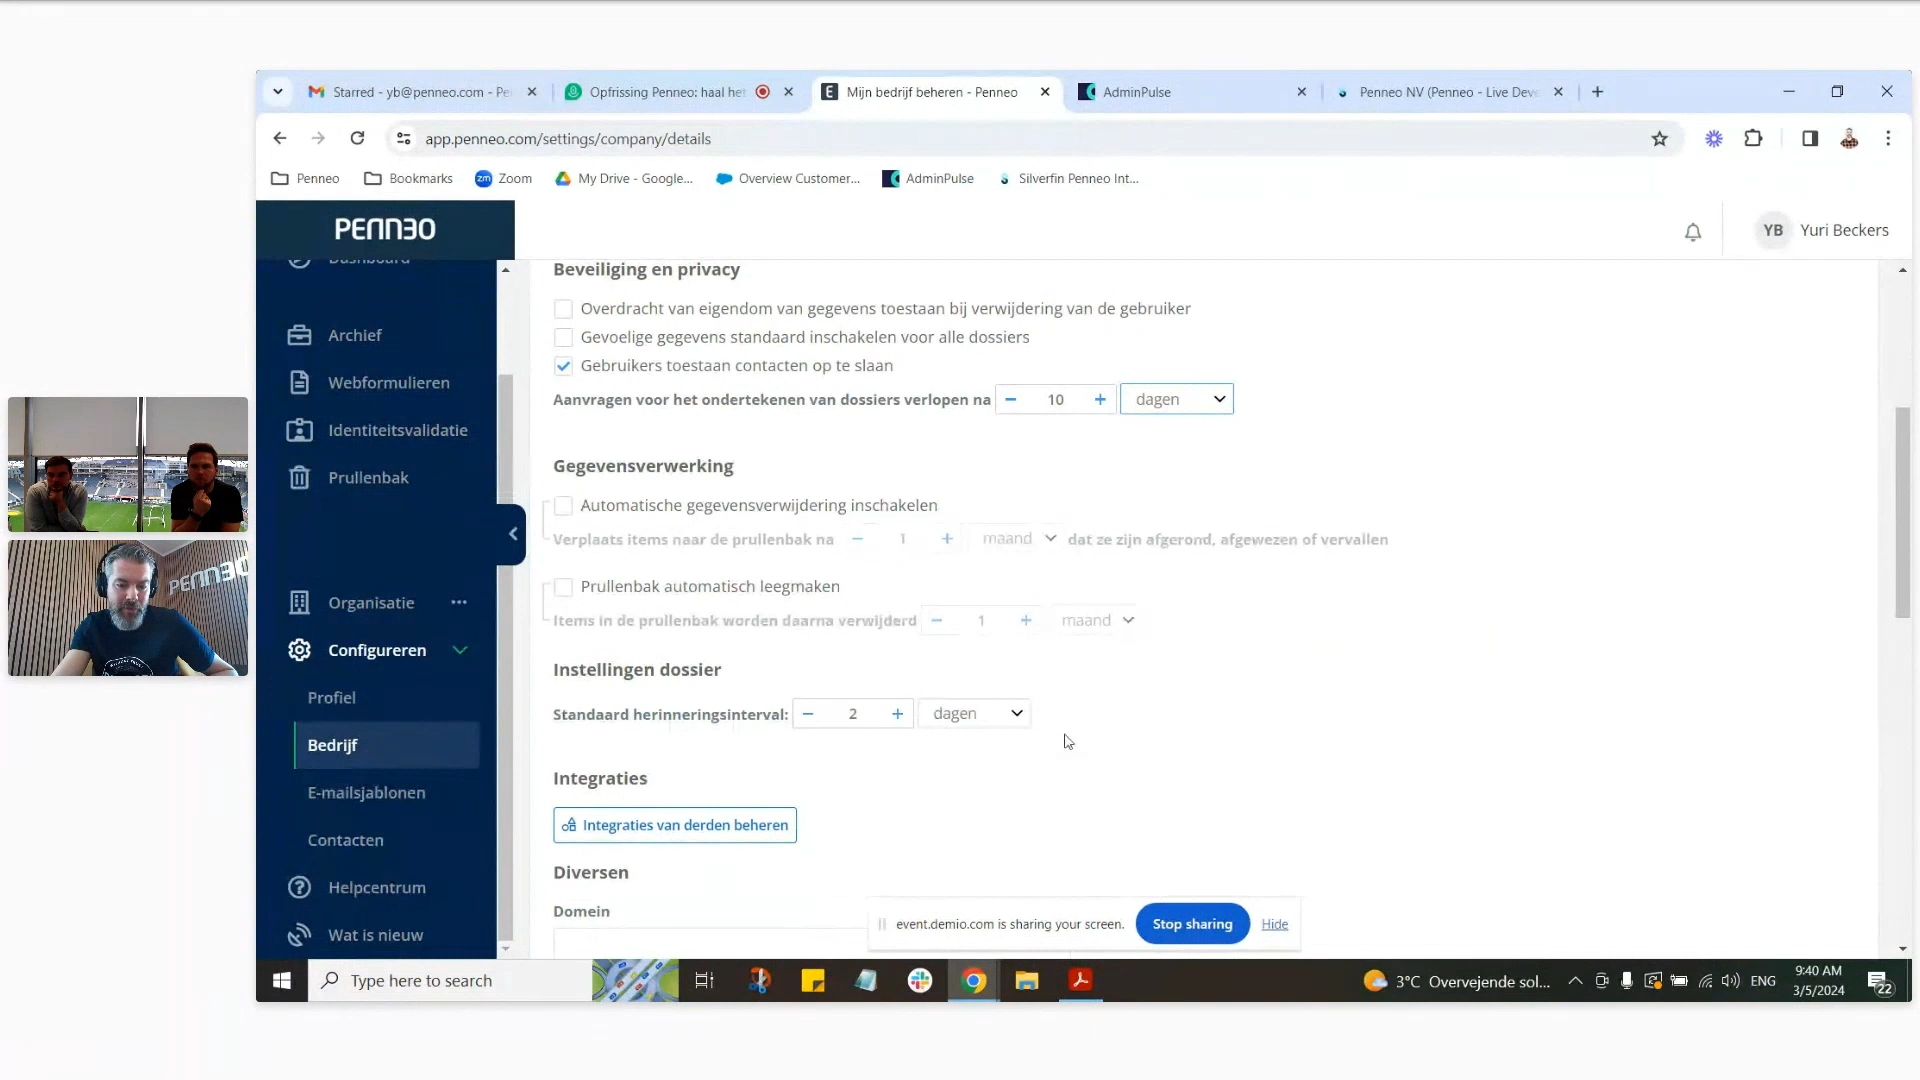 Starred - yb@penneo.com - Pe
Opfrissing Penneo: haal het
Mijn bedrijf beheren - Penneo
AdminPulse
Penneo NV (Penneo - Live Deve
app.penneo.com/settings/company/details
Penneo
Bookmarks
Zoom
My Drive - Google...
Overview Customer...
AdminPulse
Silverfin Penneo Int...
PENNEO
YB
Yuri Beckers
Dashboard
Archief
Webformulieren
Identiteitsvalidatie
Prullenbak
Organisatie
Configureren
Profiel
Bedrijf
E-mailsjablonen
Contacten
Helpcentrum
Wat is nieuw
Beveiliging en privacy
Overdracht van eigendom van gegevens toestaan bij verwijdering van de gebruiker
Gevoelige gegevens standaard inschakelen voor alle dossiers
Gebruikers toestaan contacten op te slaan
Aanvragen voor het ondertekenen van dossiers verlopen na − 10 + dagen
Gegevensverwerking
Automatische gegevensverwijdering inschakelen
Verplaats items naar de prullenbak na − 1 + maand dat ze zijn afgerond, afgewezen of vervallen
Prullenbak automatisch leegmaken
Items in de prullenbak worden daarna verwijderd − 1 + maand
Instellingen dossier
Standaard herinneringsinterval: − 2 + dagen
Integraties
Integraties van derden beheren
Diversen
Domein
event.demio.com is sharing your screen. Stop sharing Hide
Type here to search
3°C Overvejende sol...
ENG
9:40 AM
3/5/2024
22
PENNEO